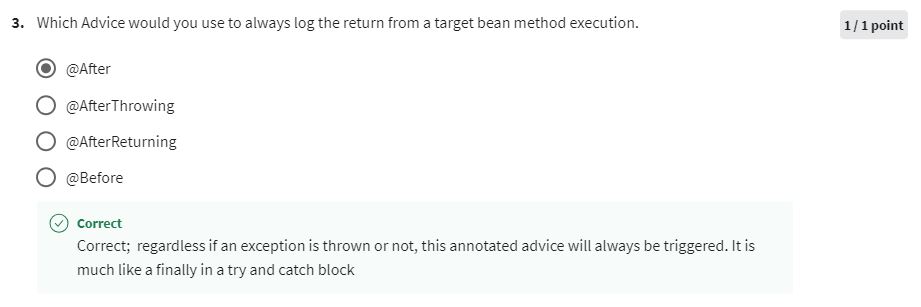 3. Which Advice would you use to always log the return from a target bean method execution.
1 / 1 point
@After
@AfterThrowing
@AfterReturning
@Before
Correct
Correct;  regardless if an exception is thrown or not, this annotated advice will always be triggered. It is
much like a finally in a try and catch block